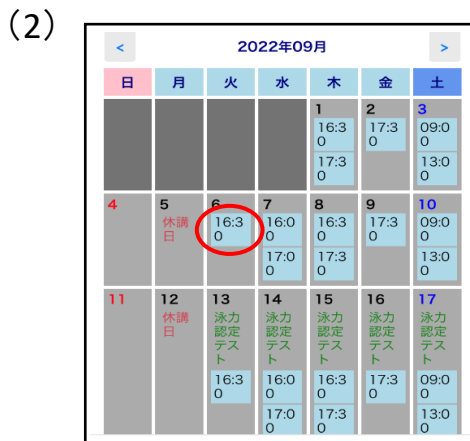 (2)
< 2022年09月 >
日 月 火 水 木 金 土
1 2 3
16:3 17:3 09:0
0 0 0
17:3 13:0
0 0
4 5 6 7 8 9 10
休講 16:3 16:0 16:3 17:3 09:0
日 0 0 0 0 0
17:0 17:3 13:0
0 0 0
11 12 13 14 15 16 17
休講 泳力 泳力 泳力 泳力 泳力
日 認定 認定 認定 認定 認定
テス テス テス テス テス
ト ト ト ト ト
16:3 16:0 16:3 17:3 09:0
0 0 0 0 0
17:0 17:3 13:0
0 0 0